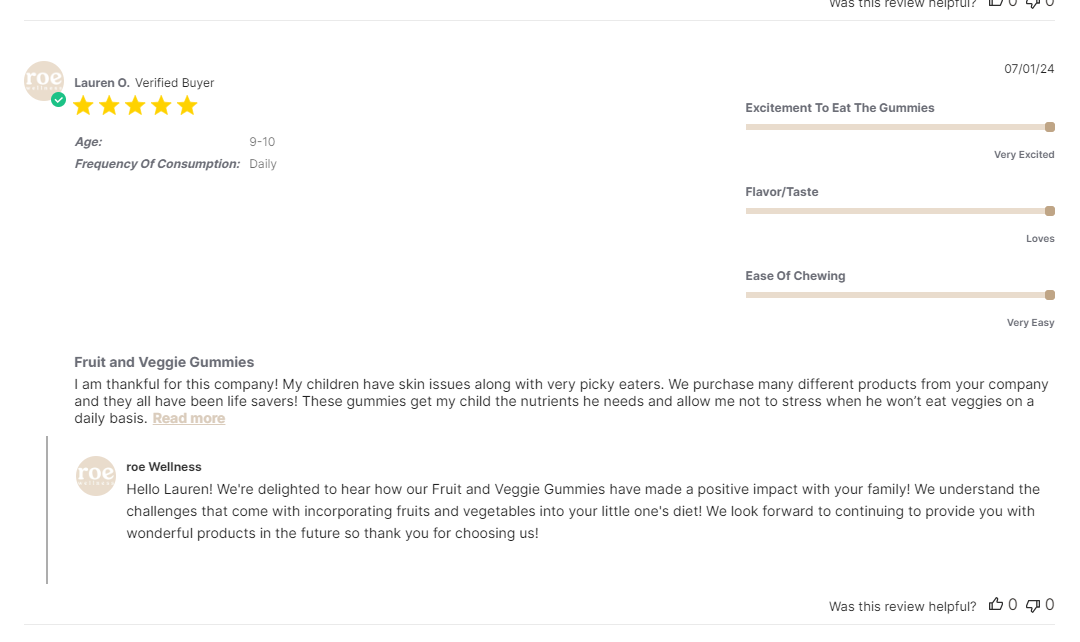 Was this review helpful? 0 0
roe
wellness
Lauren O. Verified Buyer
07/01/24
Age: 9-10
Frequency Of Consumption: Daily
Excitement To Eat The Gummies
Very Excited
Flavor/Taste
Loves
Ease Of Chewing
Very Easy
Fruit and Veggie Gummies
I am thankful for this company! My children have skin issues along with very picky eaters. We purchase many different products from your company
and they all have been life savers! These gummies get my child the nutrients he needs and allow me not to stress when he won’t eat veggies on a
daily basis. Read more
roe
wellness
roe Wellness
Hello Lauren! We're delighted to hear how our Fruit and Veggie Gummies have made a positive impact with your family! We understand the
challenges that come with incorporating fruits and vegetables into your little one's diet! We look forward to continuing to provide you with
wonderful products in the future so thank you for choosing us!
Was this review helpful? 0 0